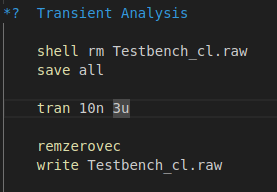 *?  Transient Analysis
shell rm Testbench_cl.raw
save all
tran 10n 3u
remzerovec
write Testbench_cl.raw